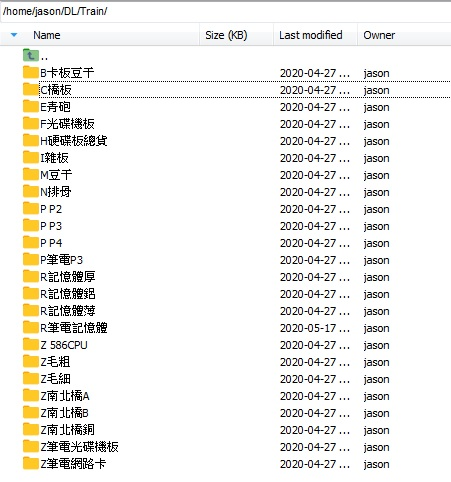 /home/jason/DL/Train/
Name Size (KB) Last modified Owner
..
B卡板豆干 2020-04-27 ... jason
C橋板 2020-04-27 ... jason
E青砲 2020-04-27 ... jason
F光碟機板 2020-04-27 ... jason
H硬碟板總貨 2020-04-27 ... jason
I雜板 2020-04-27 ... jason
M豆干 2020-04-27 ... jason
N排骨 2020-04-27 ... jason
P P2 2020-04-27 ... jason
P P3 2020-04-27 ... jason
P P4 2020-04-27 ... jason
P筆電P3 2020-04-27 ... jason
R記憶體厚 2020-04-27 ... jason
R記憶體鋁 2020-04-27 ... jason
R記憶體薄 2020-04-27 ... jason
R筆電記憶體 2020-05-17 ... jason
Z 586CPU 2020-04-27 ... jason
Z毛粗 2020-04-27 ... jason
Z毛細 2020-04-27 ... jason
Z南北橋A 2020-04-27 ... jason
Z南北橋B 2020-04-27 ... jason
Z南北橋銅 2020-04-27 ... jason
Z筆電光碟機板 2020-04-27 ... jason
Z筆電網路卡 2020-04-27 ... jason